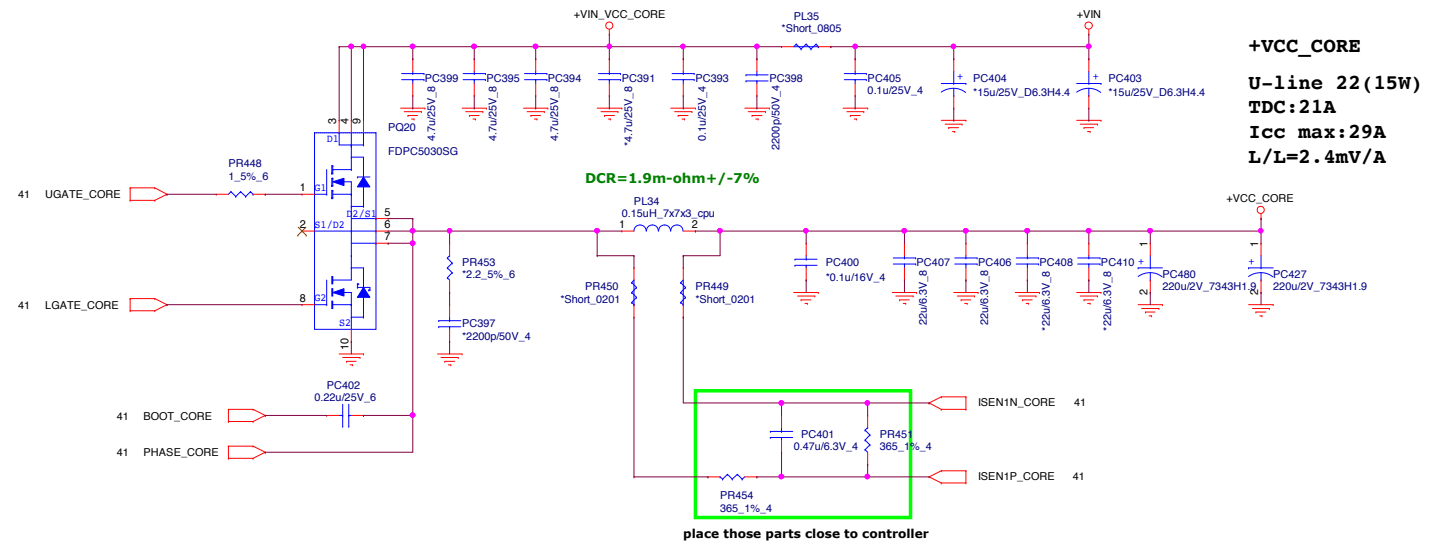 +VIN_VCC_CORE
PL35
*Short_0805
+VIN
+VCC_CORE
U-line 22(15W)
TDC:21A
Icc max:29A
L/L=2.4mV/A
PC399
4.7u/25V_8
PC395
4.7u/25V_8
PC394
4.7u/25V_8
PC391
*4.7u/25V_8
PC393
0.1u/25V_4
PC398
2200p/50V_4
PC405
0.1u/25V_4
PC404
*15u/25V_D6.3H4.4
PC403
*15u/25V_D6.3H4.4
+
+
3
4
9
D1
PQ20
FDPC5030SG
PR448
1_5%_6
41 UGATE_CORE
1
G1
D2/S1
5
2
S1/D2
6
7
41 LGATE_CORE
8
G2
S2
10
DCR=1.9m-ohm+/-7%
PL34
0.15uH_7x7x3_cpu
1
2
+VCC_CORE
PR453
*2.2_5%_6
PC397
*2200p/50V_4
PR450
*Short_0201
PR449
*Short_0201
PC400
*0.1u/16V_4
PC407
22u/6.3V_8
PC406
22u/6.3V_8
PC408
*22u/6.3V_8
PC410
*22u/6.3V_8
1
+
PC480
220u/2V_7343H1.9
2
1
+
PC427
220u/2V_7343H1.9
2
PC402
0.22u/25V_6
41 BOOT_CORE
41 PHASE_CORE
ISEN1N_CORE 41
PC401
0.47u/6.3V_4
PR451
365_1%_4
ISEN1P_CORE 41
PR454
365_1%_4
place those parts close to controller